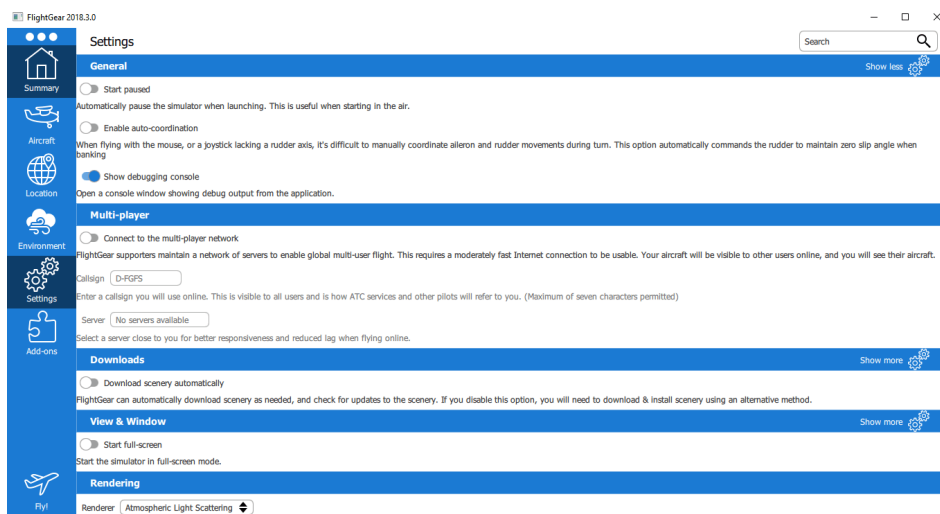 FlightGear 2018.3.0
Settings
Search
Summary
Aircraft
Location
Environment
Settings
Add-ons
Fly!
General
Show less
Start paused
Automatically pause the simulator when launching. This is useful when starting in the air.
Enable auto-coordination
When flying with the mouse, or a joystick lacking a rudder axis, it's difficult to manually coordinate aileron and rudder movements during turn. This option automatically commands the rudder to maintain zero slip angle when
banking
Show debugging console
Open a console window showing debug output from the application.
Multi-player
Connect to the multi-player network
FlightGear supporters maintain a network of servers to enable global multi-user flight. This requires a moderately fast Internet connection to be usable. Your aircraft will be visible to other users online, and you will see their aircraft.
Callsign D-FGFS
Enter a callsign you will use online. This is visible to all users and is how ATC services and other pilots will refer to you. (Maximum of seven characters permitted)
Server No servers available
Select a server close to you for better responsiveness and reduced lag when flying online.
Downloads
Show more
Download scenery automatically
FlightGear can automatically download scenery as needed, and check for updates to the scenery. If you disable this option, you will need to download & install scenery using an alternative method.
View & Window
Show more
Start full-screen
Start the simulator in full-screen mode.
Rendering
Renderer Atmospheric Light Scattering